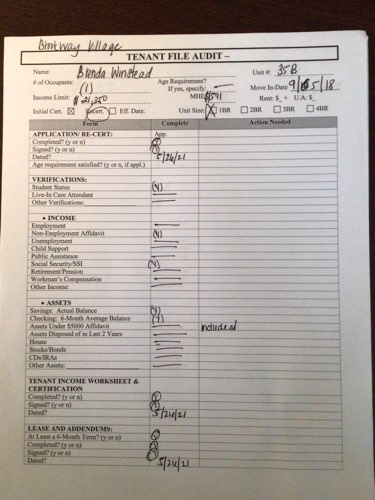 Brookway Village
TENANT FILE AUDIT –
Name: Brenda Winstead Unit #: 35B
# of Occupants: (1) Age Requirement? If yes, specify: Move In-Date 9/5/18
Income Limit: $21,350 MHI $ Rent: $_ + U.A: $_
Initial Cert. Recert. Eff. Date: Unit Size: 1BR 2BR 3BR 4BR
Form Complete Action Needed
APPLICATION/ RE-CERT: App.
Completed? (y or n)
Signed? (y or n)
Dated? 5/24/21
Age requirement satisfied? (y or n, if appl.)
VERIFICATIONS:
Student Status (Y)
Live-In Care Attendant
Other Verifications:
• INCOME
Employment
Non-Employment Affidavit (Y)
Unemployment
Child Support
Public Assistance
Social Security/SSI (Y)
Retirement/Pension
Workman's Compensation
Other Income:
• ASSETS
Savings: Actual Balance (Y)
Checking: 6-Month Average Balance (Y)
Assets Under $5000 Affidavit included
Assets Disposed of in Last 2 Years
House
Stocks/Bonds
CDs/IRAs
Other Assets:
TENANT INCOME WORKSHEET &
CERTIFICATION
Completed? (y or n)
Signed? (y or n)
Dated? 5/24/21
LEASE AND ADDENDUMS:
At Least a 6-Month Term? (y or n)
Completed? (y or n)
Signed? (y or n)
Dated? 5/24/21